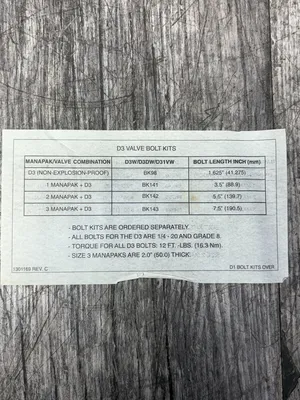 D3 VALVE BOLT KITS
MANAPAK/VALVE COMBINATION D3W/D3DW/D31VW BOLT LENGTH INCH (mm)
D3 (NON-EXPLOSION-PROOF) BK98 1.625" (41.275)
1 MANAPAK + D3 BK141 3.5" (88.9)
2 MANAPAK + D3 BK142 5.5" (139.7)
3 MANAPAK + D3 BK143 7.5" (190.5)
- BOLT KITS ARE ORDERED SEPARATELY.
- ALL BOLTS FOR THE D3 ARE 1/4 - 20 AND GRADE 8.
- TORQUE FOR ALL D3 BOLTS: 12 FT.-LBS. (16.3 Nm).
- SIZE 3 MANAPAKS ARE 2.0" (50.0) THICK.
REV. C D1 BOLT KITS OVER